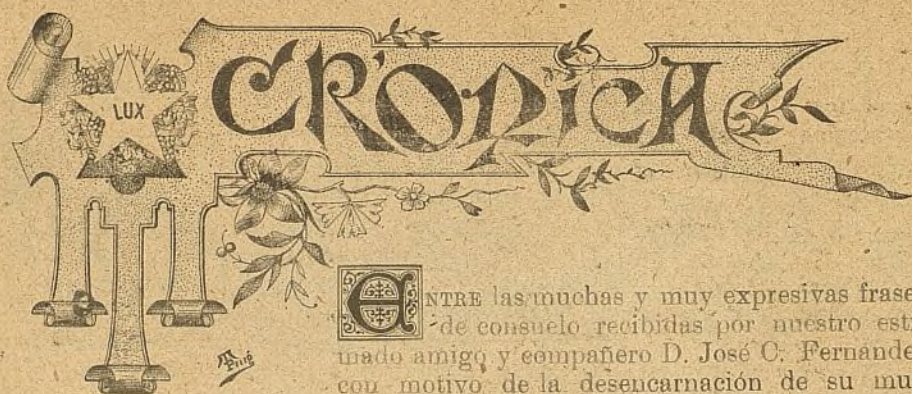 CRÓNICA
LUX
ENTRE las muchas y muy expresivas frase
de consuelo recibidas por nuestro est
mado amigo y compañero D. José C. Fernánde
con motivo de la desencarnación de su mu